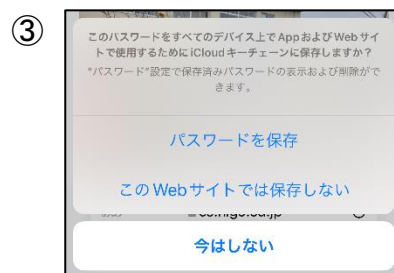 ③
このパスワードをすべてのデバイス上でAppおよびWebサイ
トで使用するためにiCloudキーチェーンに保存しますか？
"パスワード"設定で保存済みパスワードの表示および削除がで
きます。
パスワードを保存
このWebサイトでは保存しない
今はしない